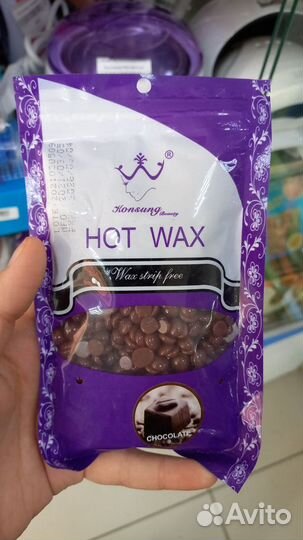 ®
Konsung
Beauty
HOT WAX
Wax strip free
CHOCOLATE
Avito